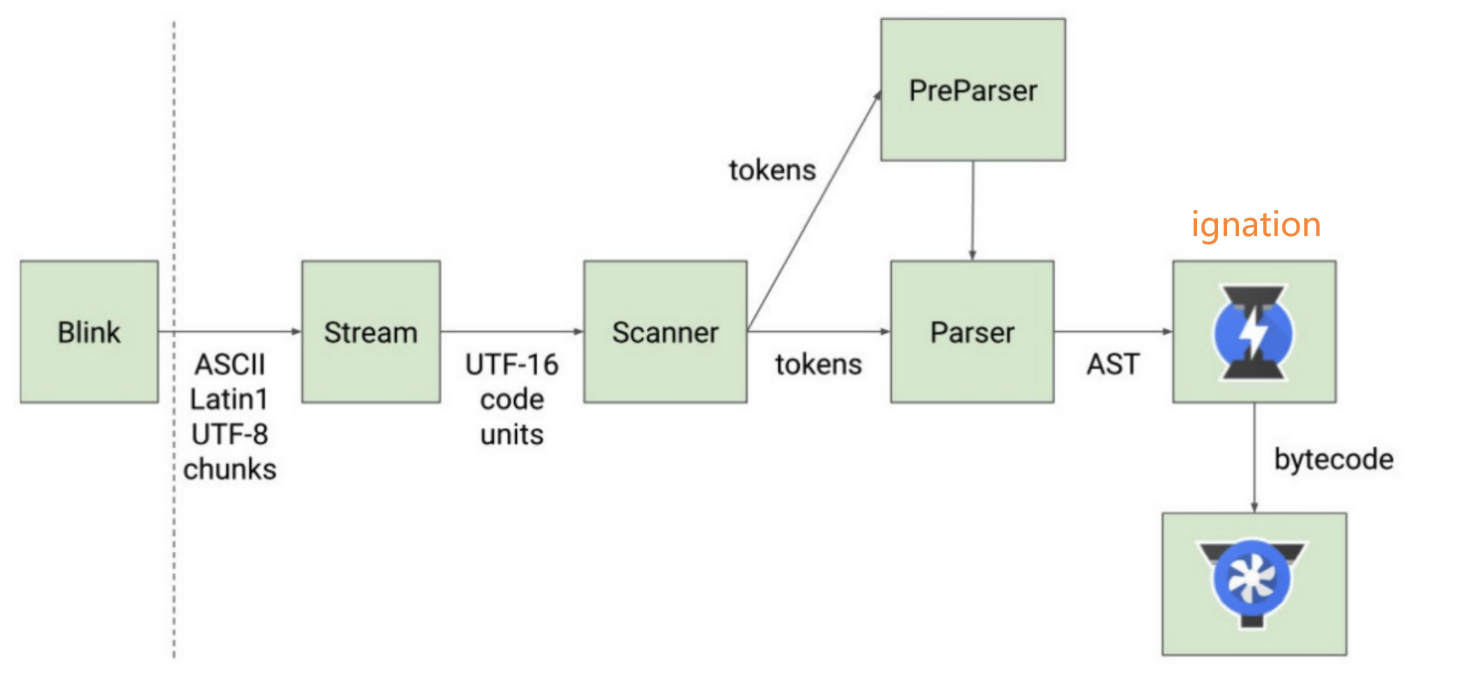 PreParser
tokens
ignation
Blink
Stream
Scanner
Parser
ASCII
Latin1
UTF-8
chunks
UTF-16
code
units
tokens
AST
bytecode